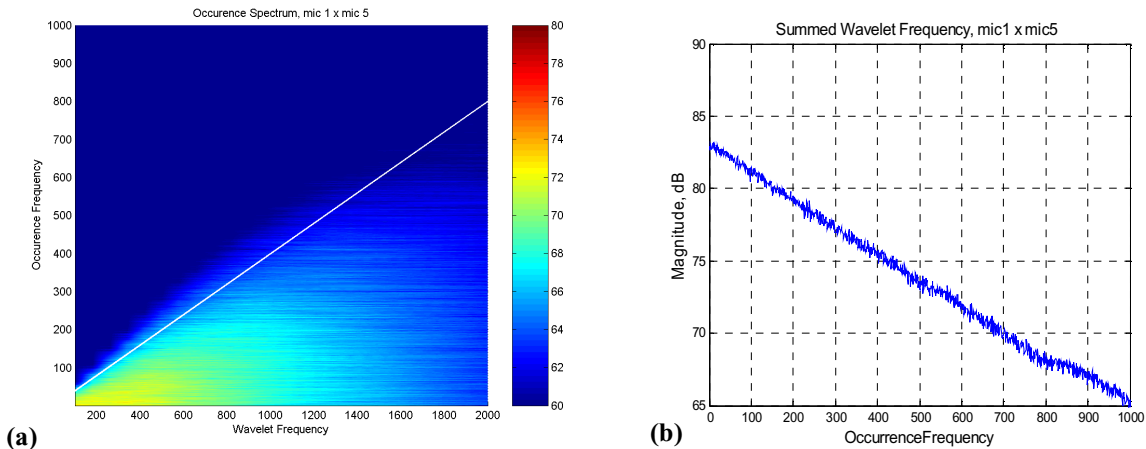 Occurence Spectrum, mic 1 x mic 5
1000
900
800
700
600
500
400
300
200
100
Occurence Frequency
200 400 600 800 1000 1200 1400 1600 1800 2000
Wavelet Frequency
80
78
76
74
72
70
68
66
64
62
60
(a)
Summed Wavelet Frequency, mic1 x mic5
90
85
80
75
70
65
Magnitude, dB
0 100 200 300 400 500 600 700 800 900 1000
OccurrenceFrequency
(b)